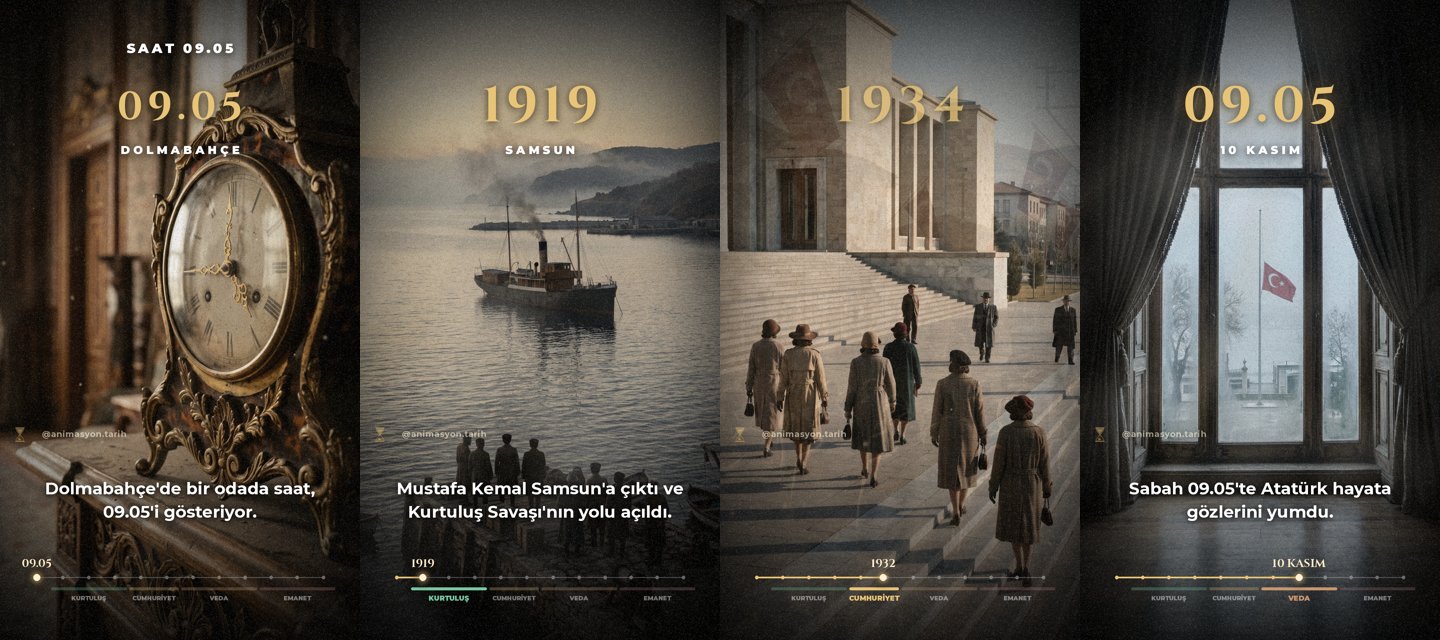 SAAT 09.05
09.05
DOLMABAHÇE
@animasyon.tarih
Dolmabahçe'de bir odada saat,
09.05'i gösteriyor.
09.05
KURTULUŞ CUMHURİYET VEDA EMANET
1919
SAMSUN
@animasyon.tarih
Mustafa Kemal Samsun'a çıktı ve
Kurtuluş Savaşı'nın yolu açıldı.
1919
KURTULUŞ CUMHURİYET VEDA EMANET
1934
@animasyon.tarih
1932
KURTULUŞ CUMHURİYET VEDA EMANET
09.05
10 KASIM
@animasyon.tarih
Sabah 09.05'te Atatürk hayata
gözlerini yumdu.
10 KASIM
KURTULUŞ CUMHURİYET VEDA EMANET